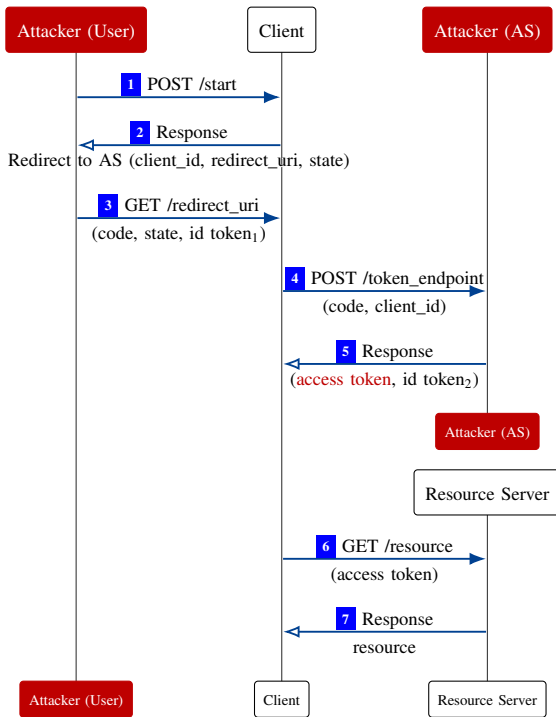 Attacker (User)
Client
Attacker (AS)
1 POST /start
2 Response
Redirect to AS (client_id, redirect_uri, state)
3 GET /redirect_uri
(code, state, id token₁)
4 POST /token_endpoint
(code, client_id)
5 Response
(access token, id token₂)
Attacker (AS)
Resource Server
6 GET /resource
(access token)
7 Response
resource
Attacker (User)
Client
Resource Server